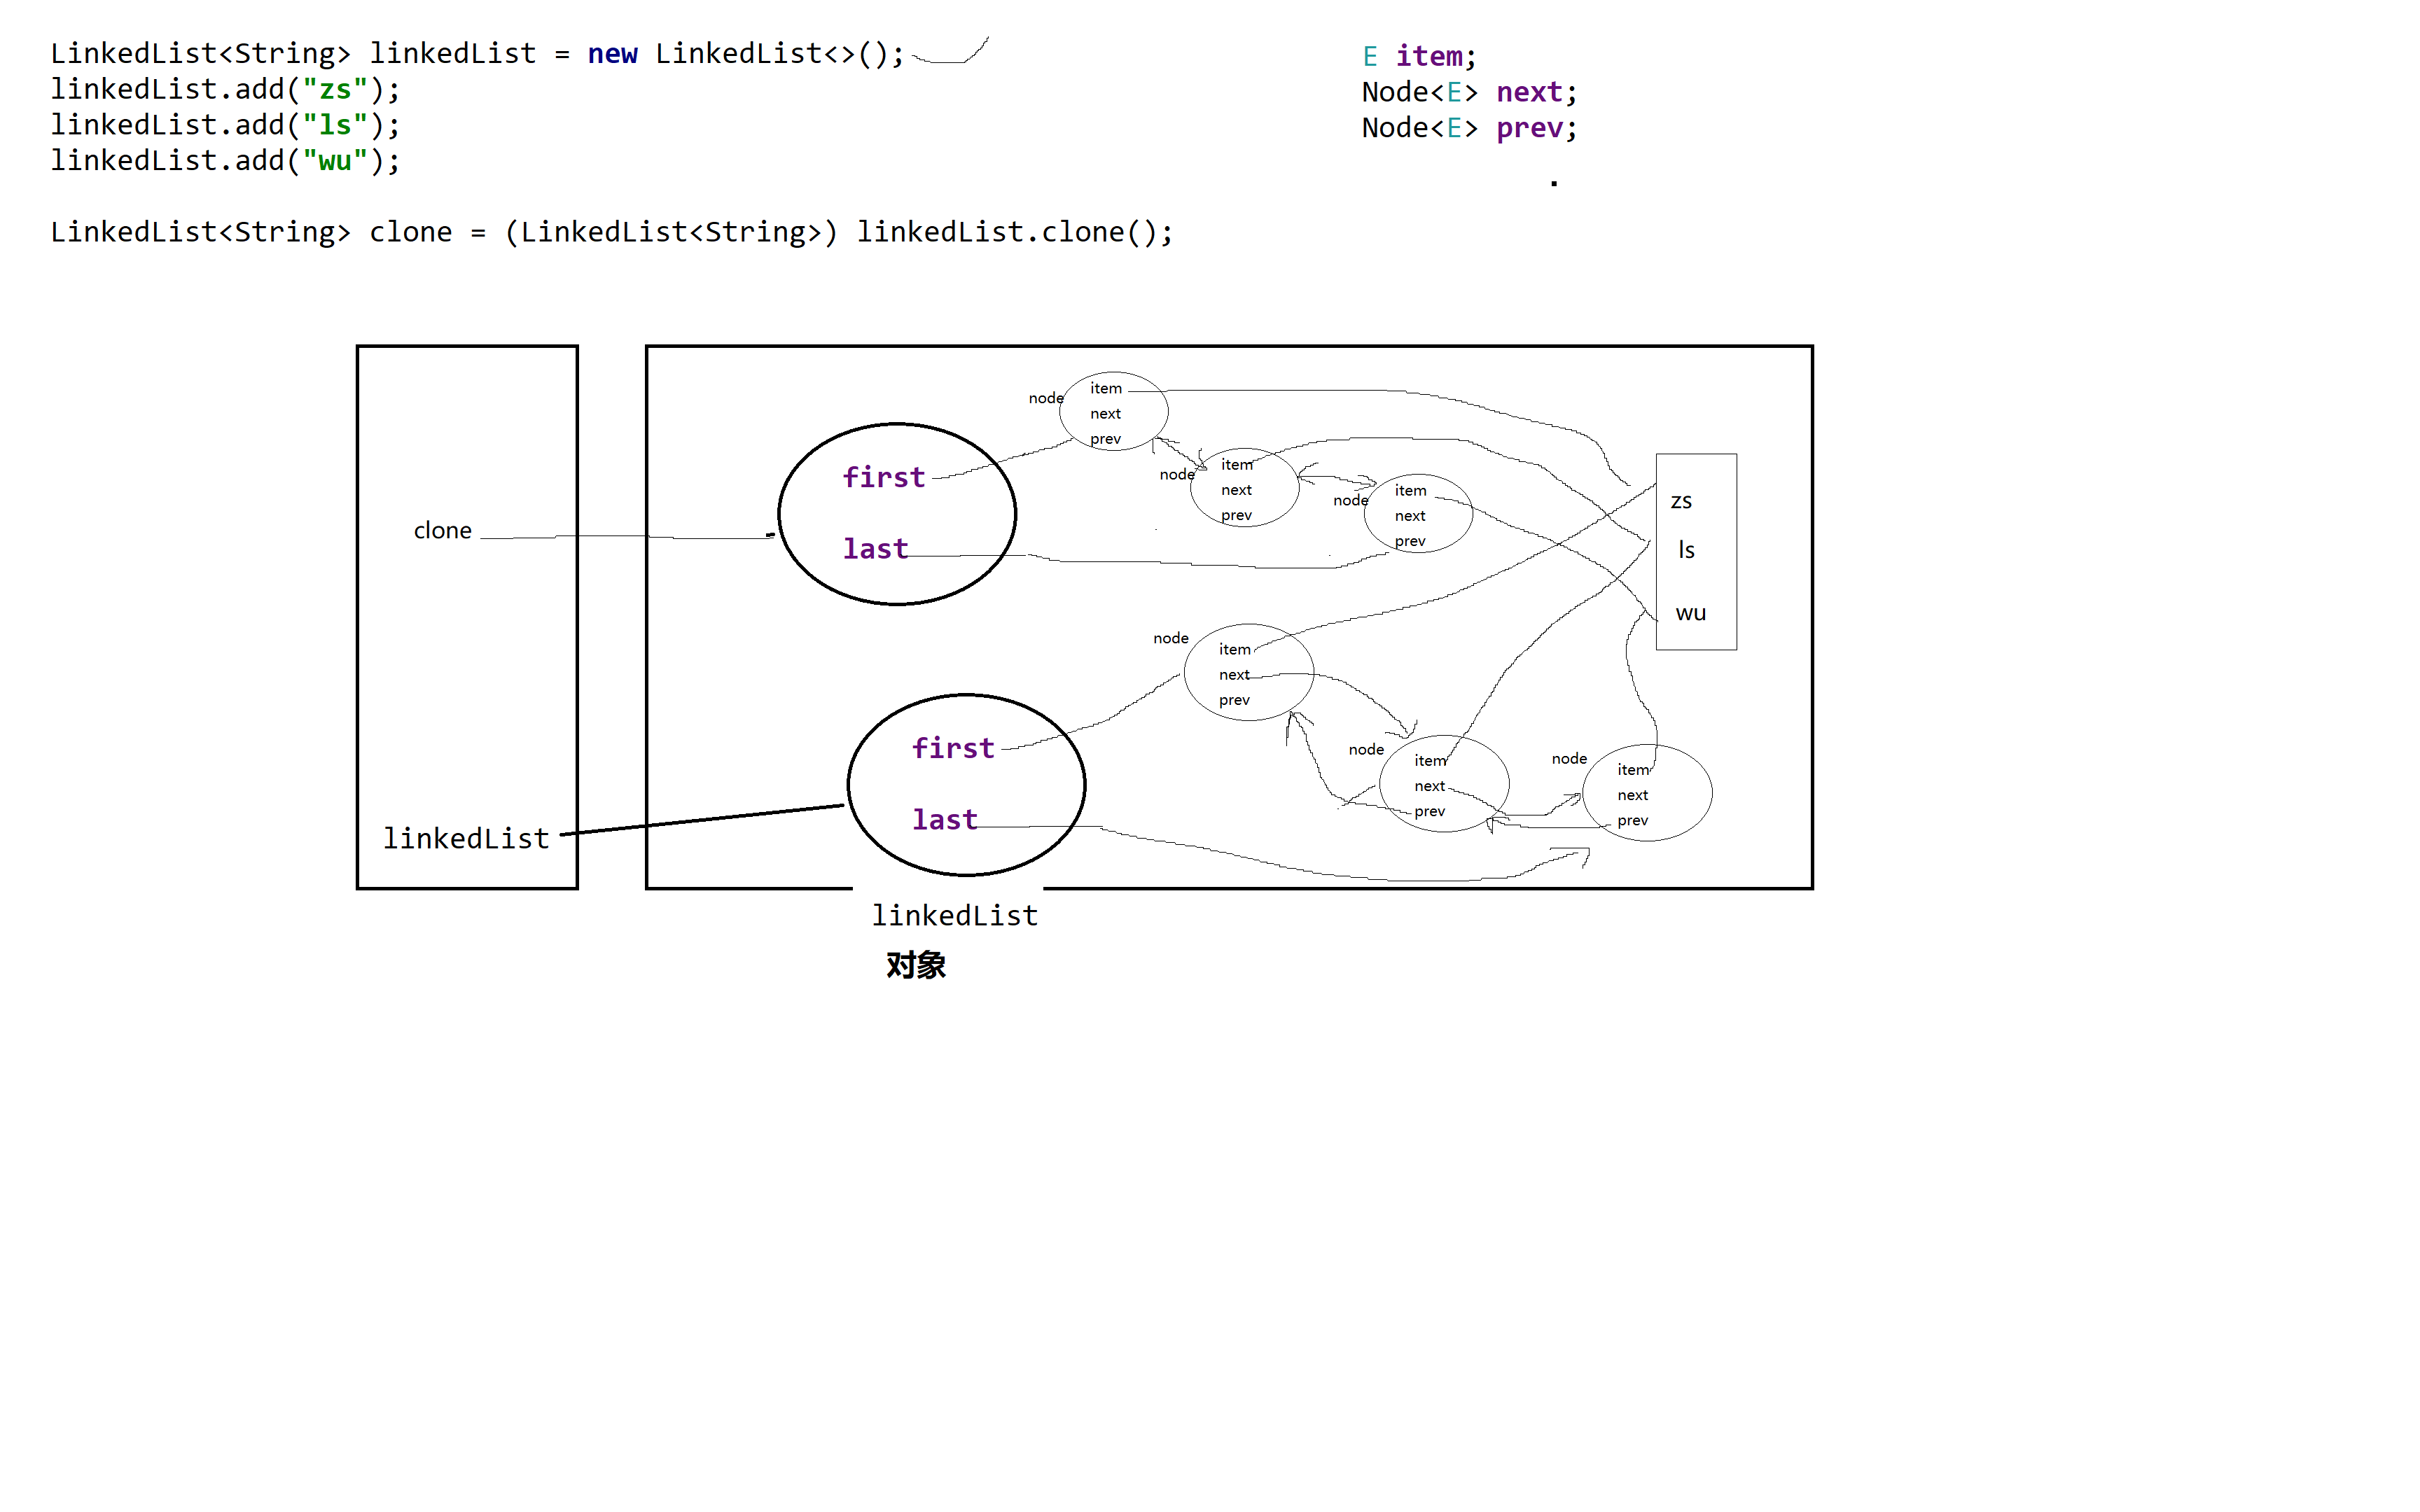 LinkedList<String> linkedList = new LinkedList<>();
linkedList.add("zs");
linkedList.add("ls");
linkedList.add("wu");
LinkedList<String> clone = (LinkedList<String>) linkedList.clone();
E item;
Node<E> next;
Node<E> prev;
clone
linkedList
first
last
node
item
next
prev
node
item
next
prev
node
item
next
prev
zs
ls
wu
first
last
node
item
next
prev
node
item
next
prev
node
item
next
prev
linkedList
对象